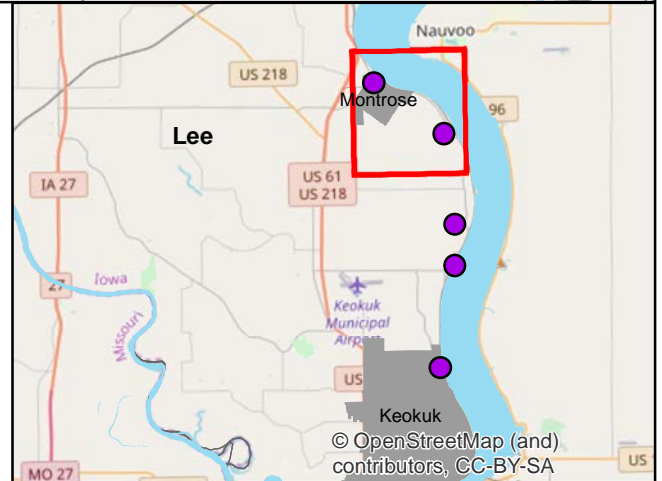 Nauvoo
US 218
Montrose
96
Lee
US 61
US 218
IA 27
27
Iowa
Missouri
Keokuk
Municipal
Airport
US
Keokuk
© OpenStreetMap (and)
contributors, CC-BY-SA
US
MO 27